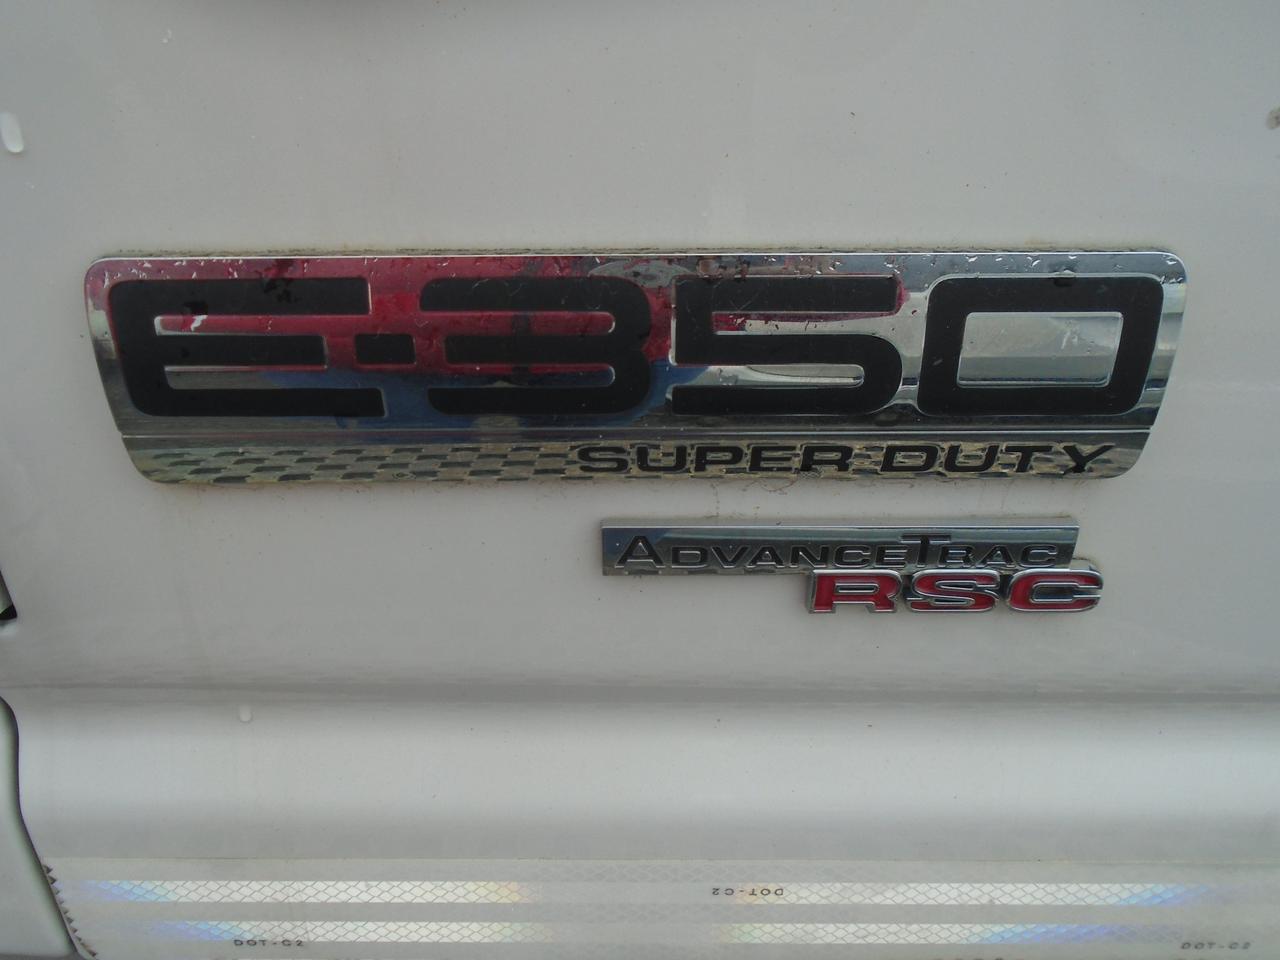 E-350
SUPER DUTY
ADVANCETRAC
RSC
DOT-C2
DOT-C2
DOT-C2